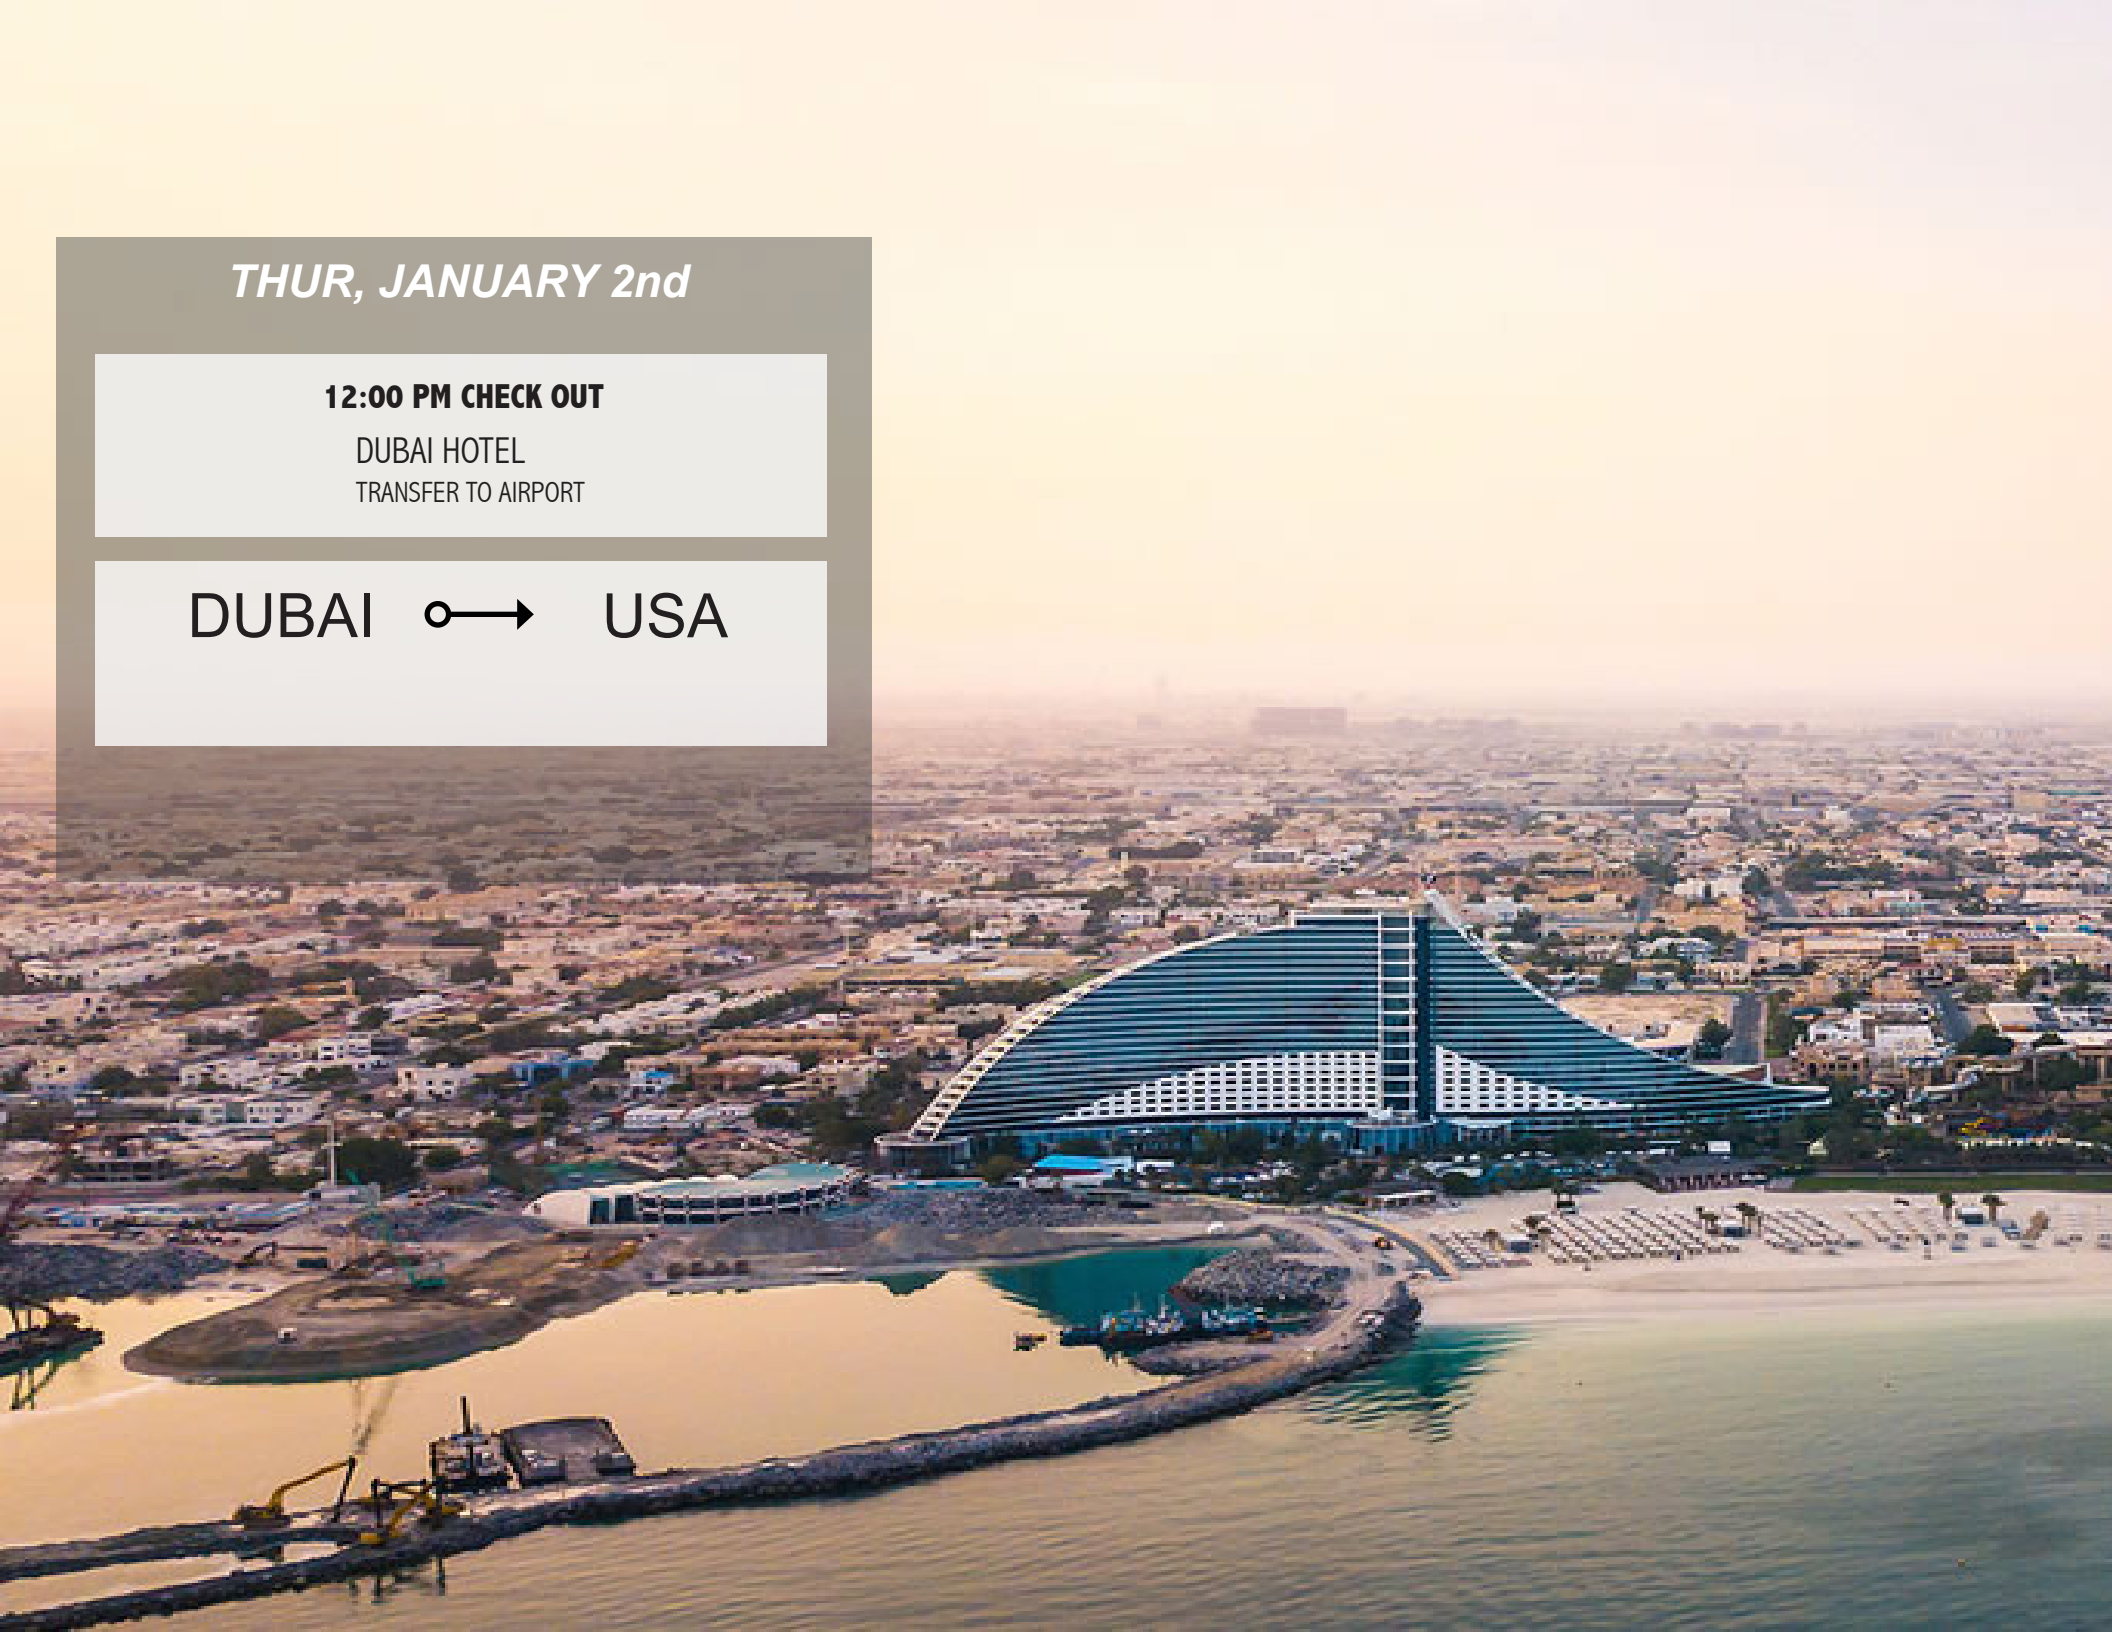 THUR, JANUARY 2nd
12:00 PM CHECK OUT
DUBAI HOTEL
TRANSFER TO AIRPORT
DUBAI USA